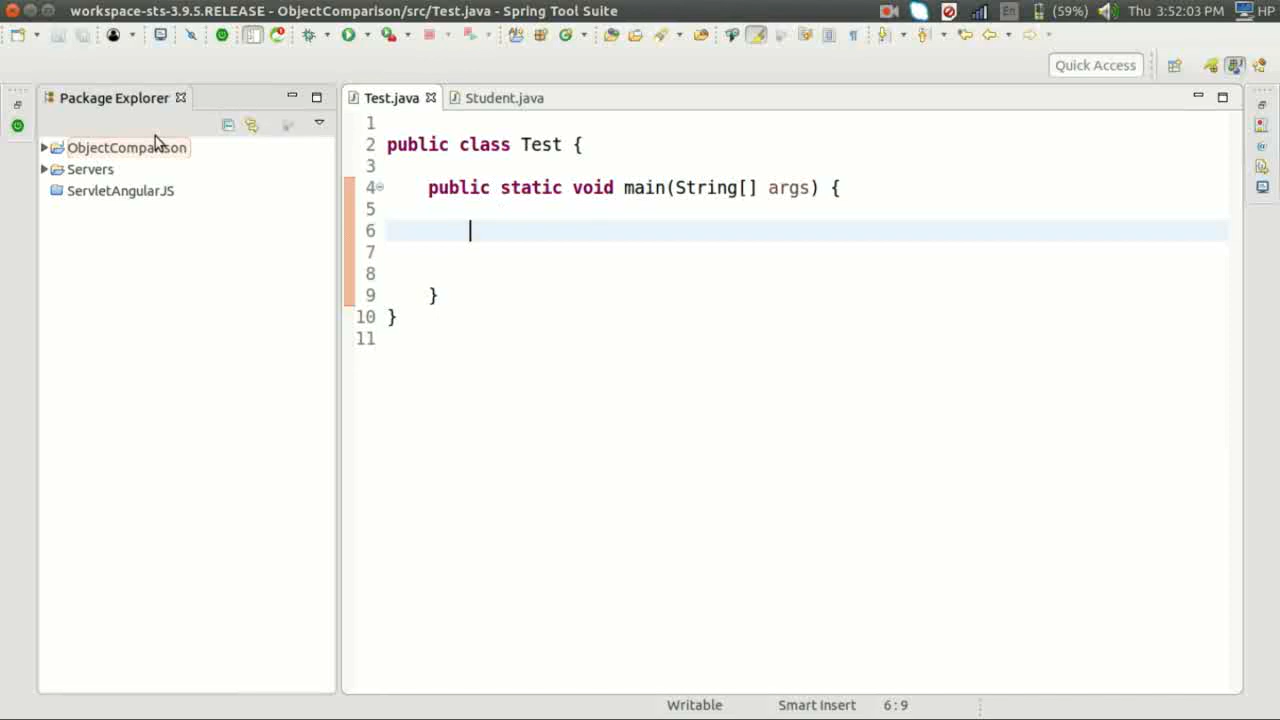 workspace-sts-3.9.5.RELEASE - ObjectComparison/src/Test.java - Spring Tool Suite
En (59%) Thu 3:52:03 PM HP
Quick Access
Package Explorer
ObjectComparison
Servers
ServletAngularJS
Test.java Student.java
1
2 public class Test {
3
4 public static void main(String[] args) {
5
6
7
8
9 }
10 }
11
Writable Smart Insert 6 : 9